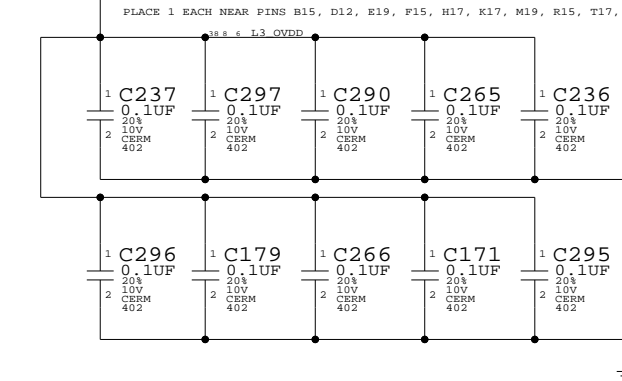 PLACE 1 EACH NEAR PINS B15, D12, E19, F15, H17, K17, M19, R15, T17,
38 8 6 L3_OVDD
1 C237
0.1UF
20%
10V
2 CERM
402
1 C297
0.1UF
20%
10V
2 CERM
402
1 C290
0.1UF
20%
10V
2 CERM
402
1 C265
0.1UF
20%
10V
2 CERM
402
1 C236
0.1UF
20%
10V
2 CERM
402
1 C296
0.1UF
20%
10V
2 CERM
402
1 C179
0.1UF
20%
10V
2 CERM
402
1 C266
0.1UF
20%
10V
2 CERM
402
1 C171
0.1UF
20%
10V
2 CERM
402
1 C295
0.1UF
20%
10V
2 CERM
402